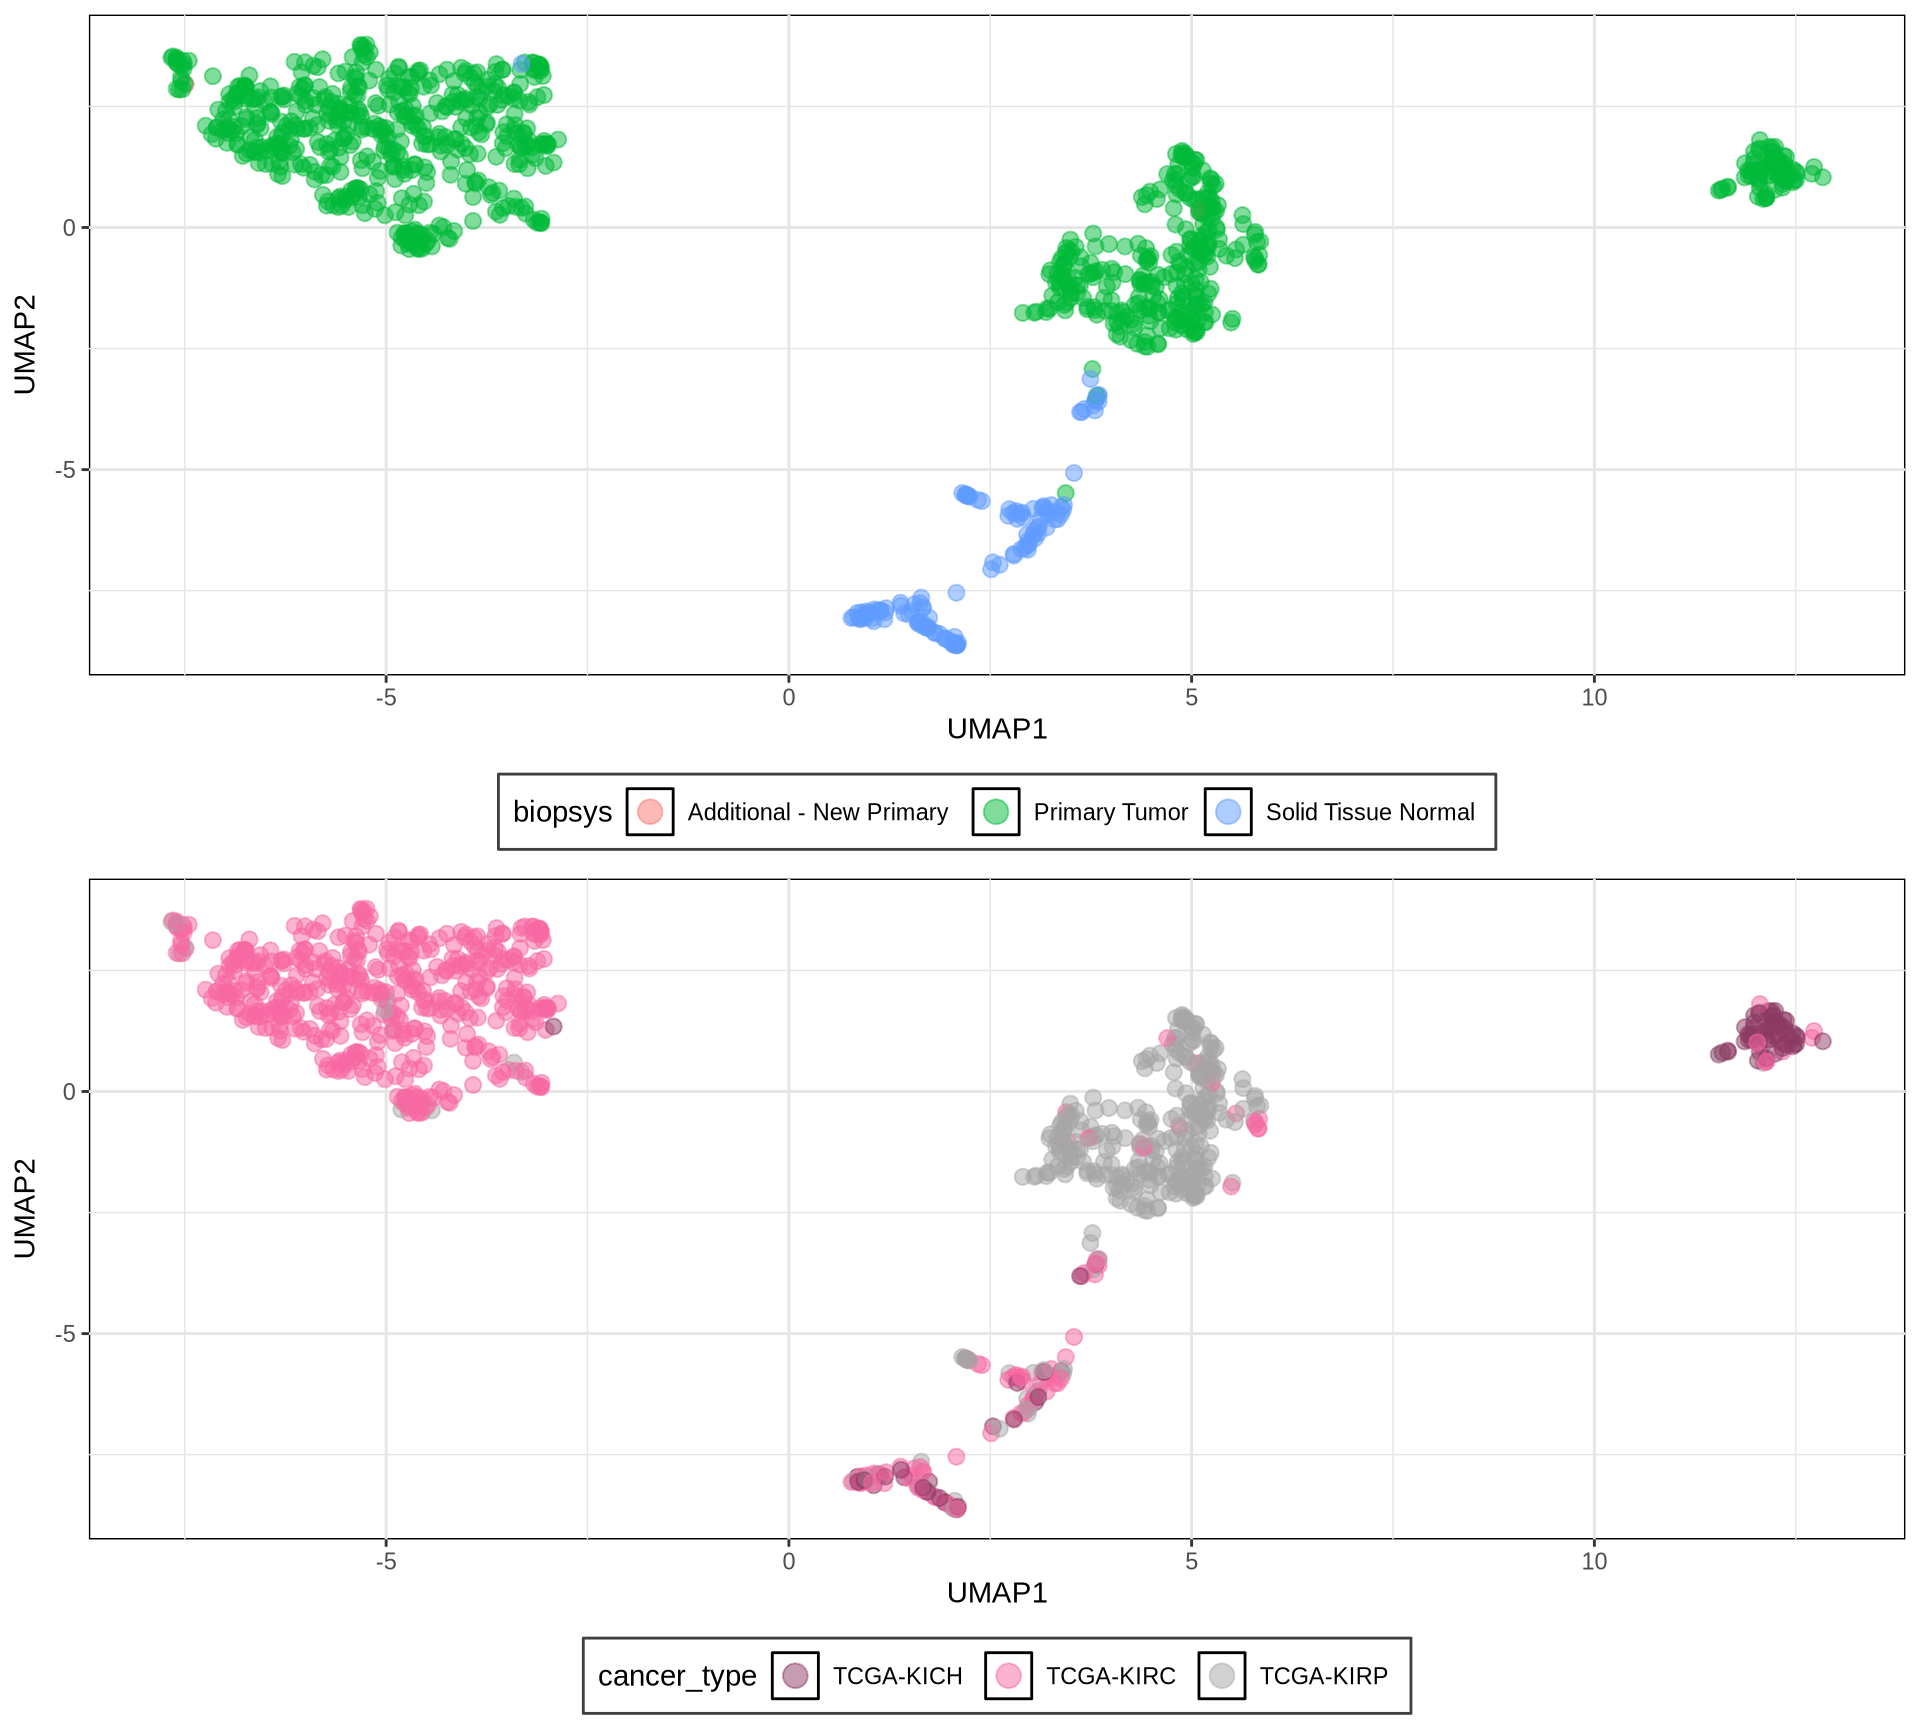 0
-5
UMAP2
-5 0 5 10
UMAP1
biopsys Additional - New Primary Primary Tumor Solid Tissue Normal
0
-5
UMAP2
-5 0 5 10
UMAP1
cancer_type TCGA-KICH TCGA-KIRC TCGA-KIRP